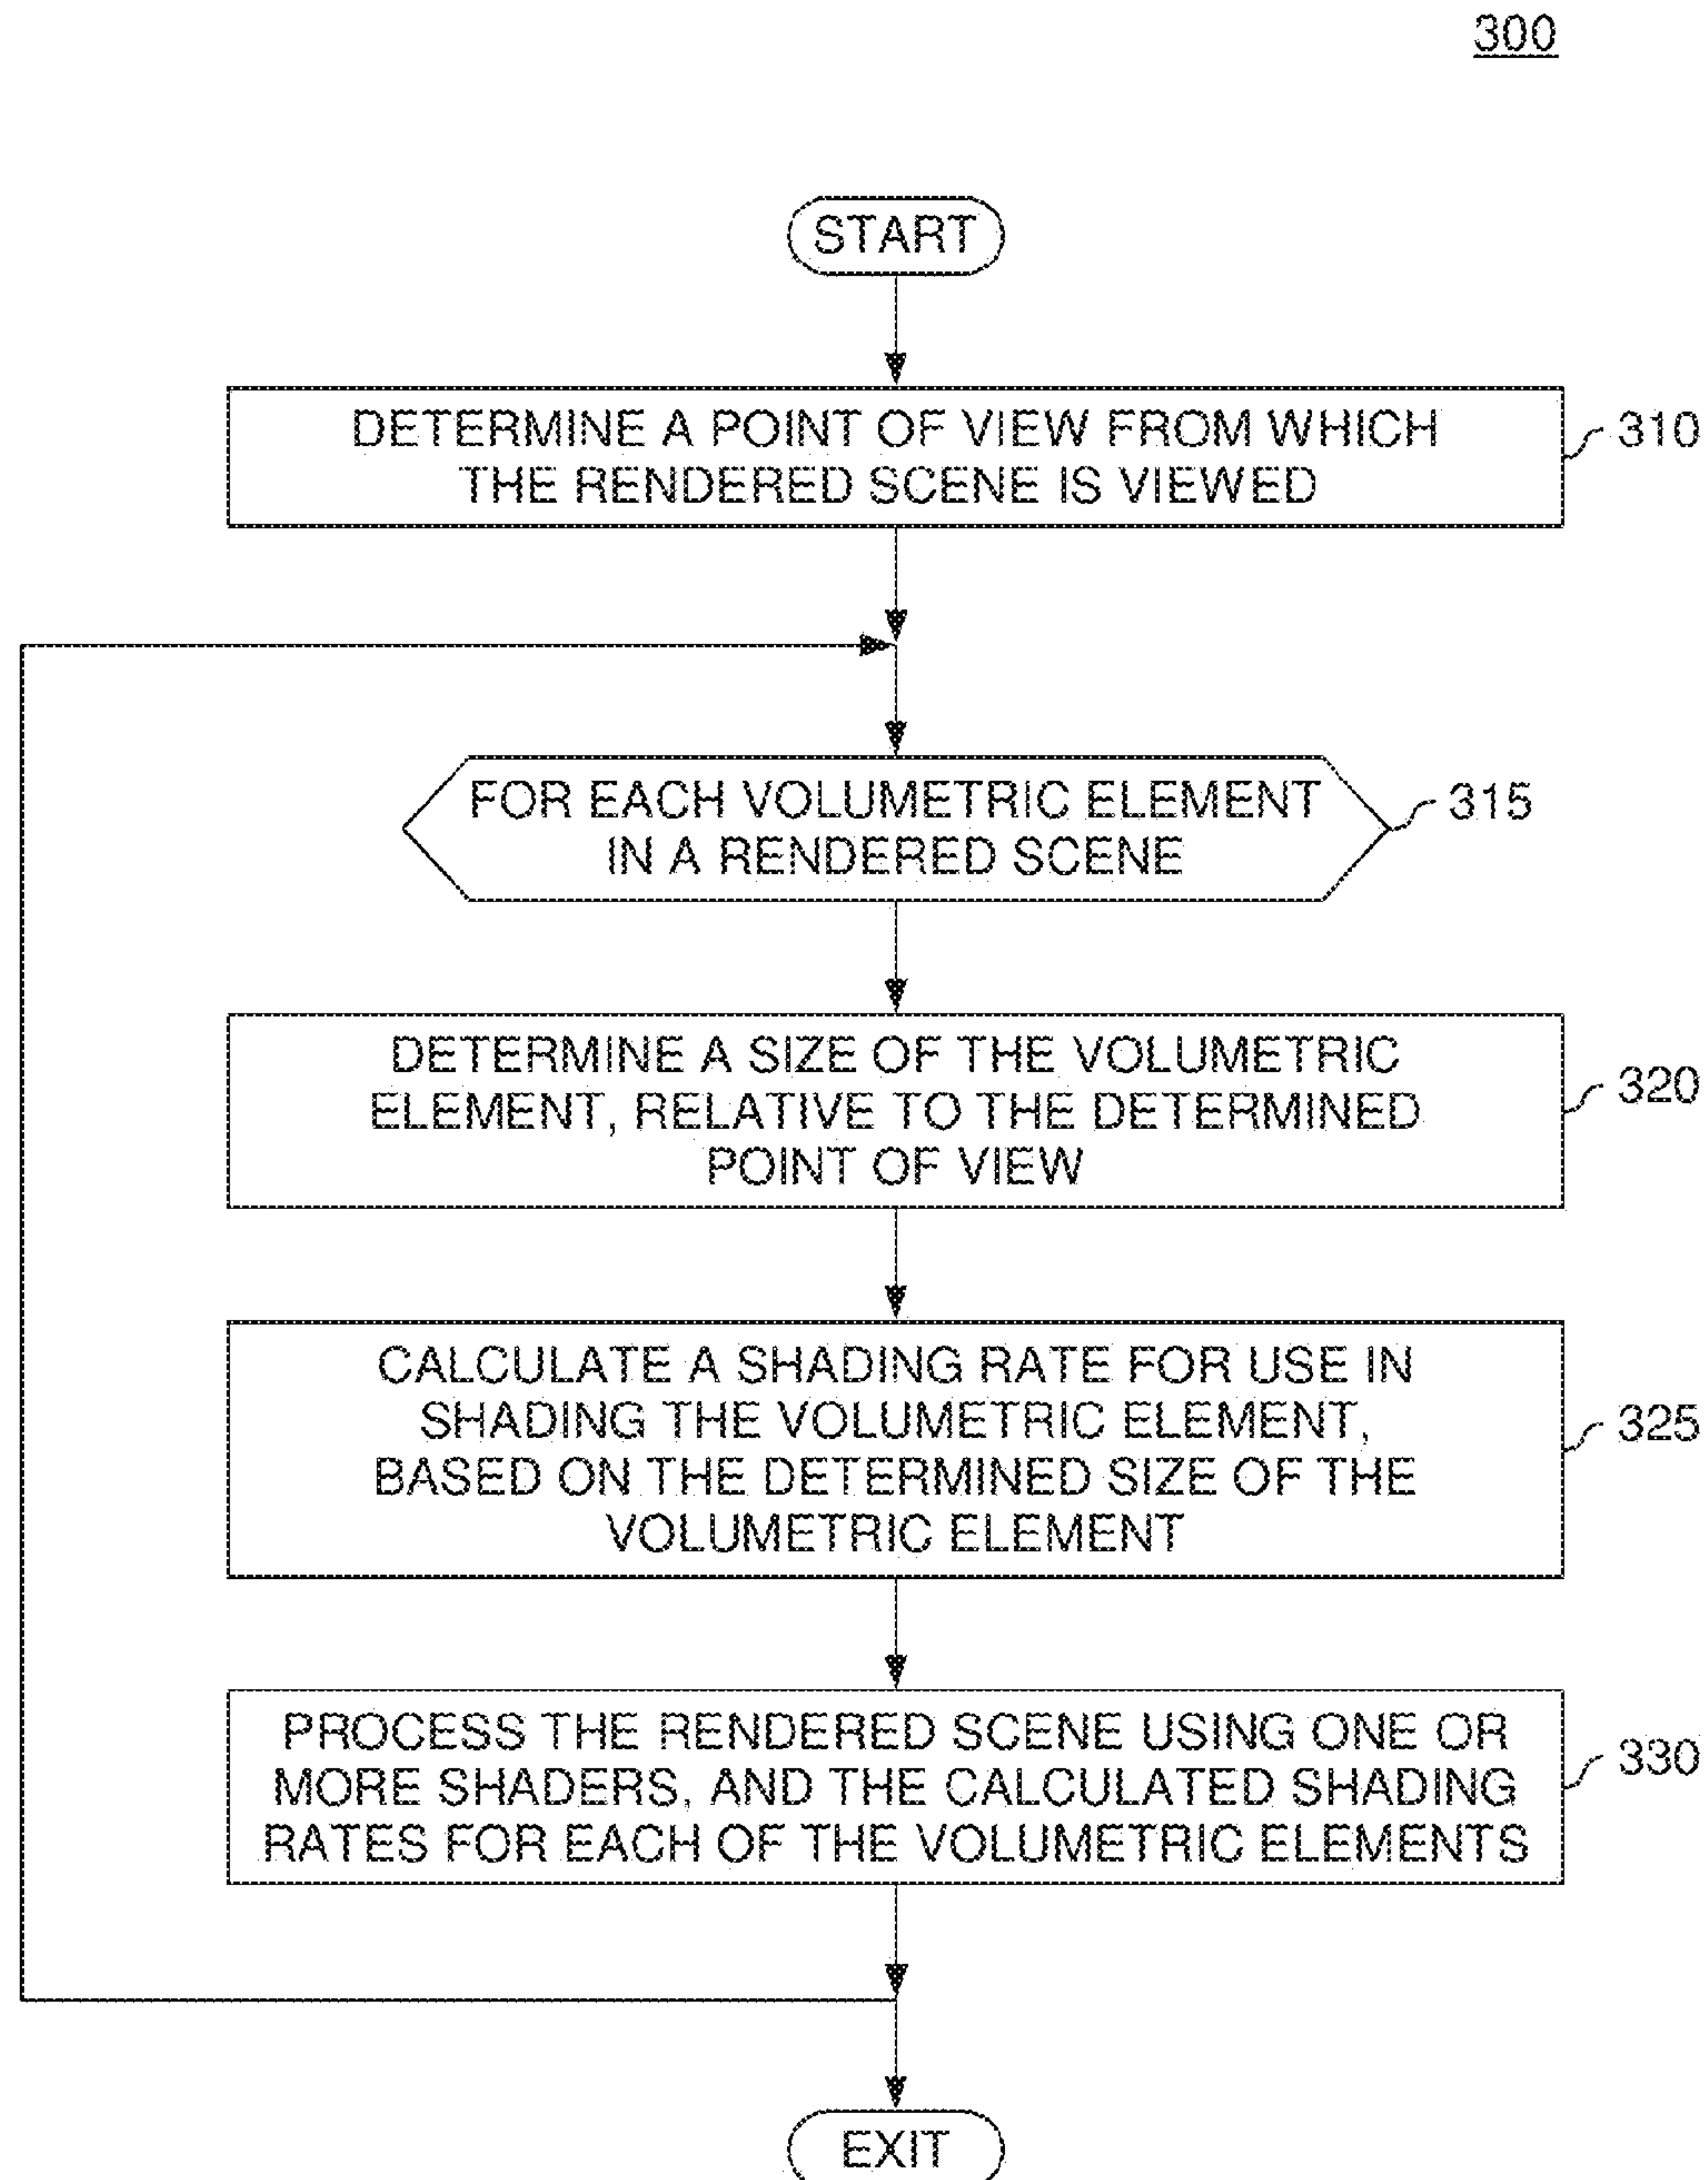 300
START
DETERMINE A POINT OF VIEW FROM WHICH
THE RENDERED SCENE IS VIEWED
310
FOR EACH VOLUMETRIC ELEMENT
IN A RENDERED SCENE
315
DETERMINE A SIZE OF THE VOLUMETRIC
ELEMENT, RELATIVE TO THE DETERMINED
POINT OF VIEW
320
CALCULATE A SHADING RATE FOR USE IN
SHADING THE VOLUMETRIC ELEMENT,
BASED ON THE DETERMINED SIZE OF THE
VOLUMETRIC ELEMENT
325
PROCESS THE RENDERED SCENE USING ONE OR
MORE SHADERS, AND THE CALCULATED SHADING
RATES FOR EACH OF THE VOLUMETRIC ELEMENTS
330
EXIT